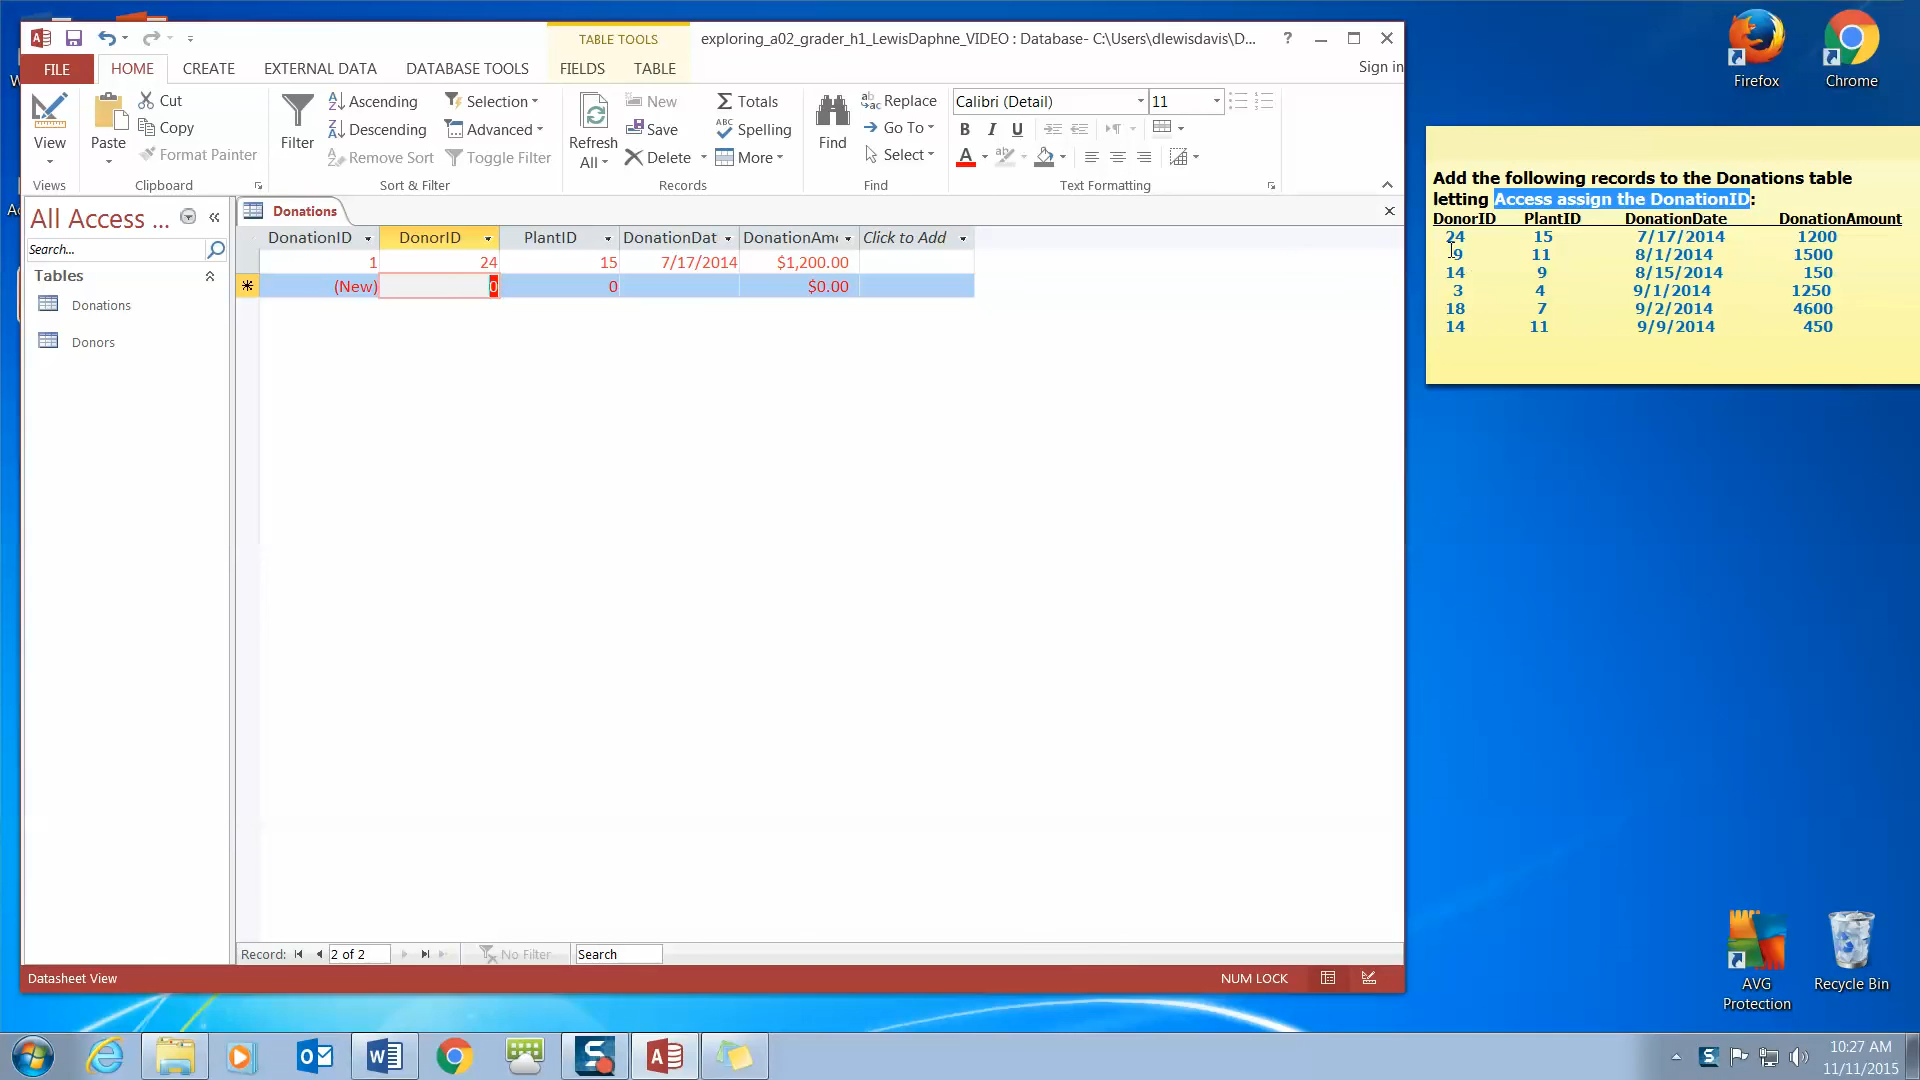 TABLE TOOLS
exploring_a02_grader_h1_LewisDaphne_VIDEO : Database- C:\Users\dlewisdavis\D...
?
FILE HOME CREATE EXTERNAL DATA DATABASE TOOLS FIELDS TABLE Sign in
View
Views
Paste
Cut
Copy
Format Painter
Clipboard
Filter
Ascending
Descending
Remove Sort
Selection
Advanced
Toggle Filter
Sort & Filter
Refresh
All
New
Save
Delete
Totals
Spelling
More
Records
Find
Replace
Go To
Select
Find
Calibri (Detail) 11
B I U
Text Formatting
All Access ...
Search...
Tables
Donations
Donors
Donations
DonationID DonorID PlantID DonationDat DonationAmo Click to Add
1 24 15 7/17/2014 $1,200.00
(New) 0 0 $0.00
Record: 2 of 2 No Filter Search
Datasheet View NUM LOCK
Firefox
Chrome
Add the following records to the Donations table
letting Access assign the DonationID:
DonorID PlantID DonationDate DonationAmount
24 15 7/17/2014 1200
9 11 8/1/2014 1500
14 9 8/15/2014 150
3 4 9/1/2014 1250
18 7 9/2/2014 4600
14 11 9/9/2014 450
AVG
Protection
Recycle Bin
10:27 AM
11/11/2015